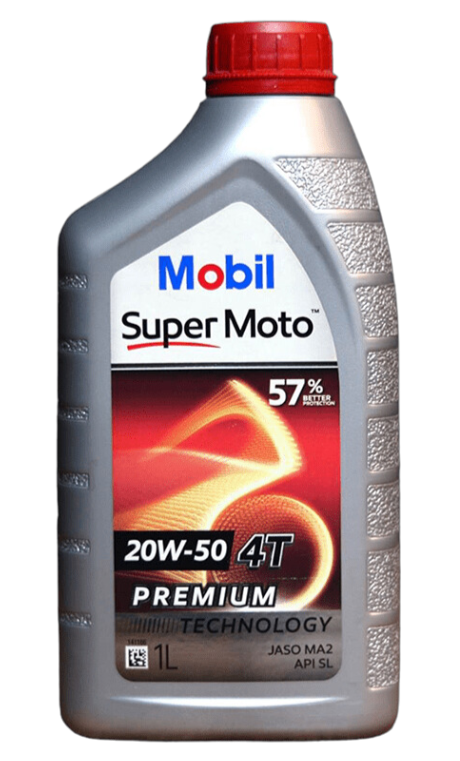 Mobil
Super Moto™
57% BETTER PROTECTION
20W-50 4T
PREMIUM
TECHNOLOGY
1L
JASO MA2
API SL